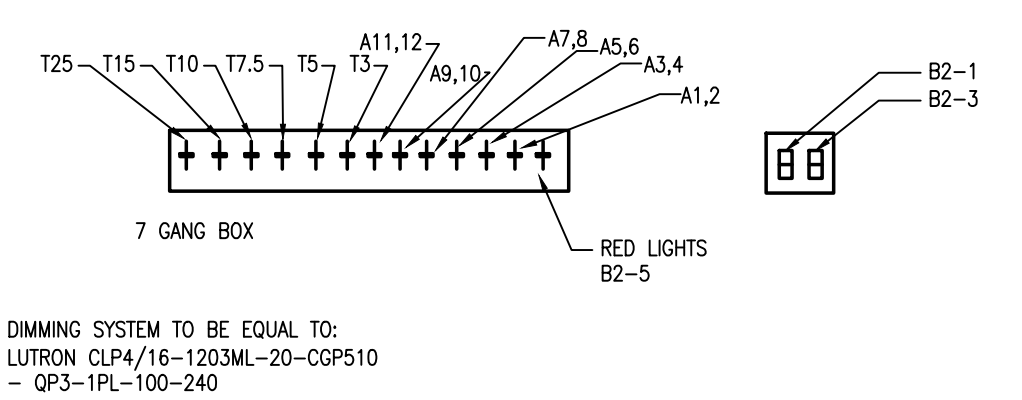 T25
T15
T10
T7.5
T5
T3
A11,12
A9,10
A7,8
A5,6
A3,4
A1,2
B2-1
B2-3
7 GANG BOX
RED LIGHTS
B2-5
DIMMING SYSTEM TO BE EQUAL TO:
LUTRON CLP4/16-1203ML-20-CGP510
- QP3-1PL-100-240